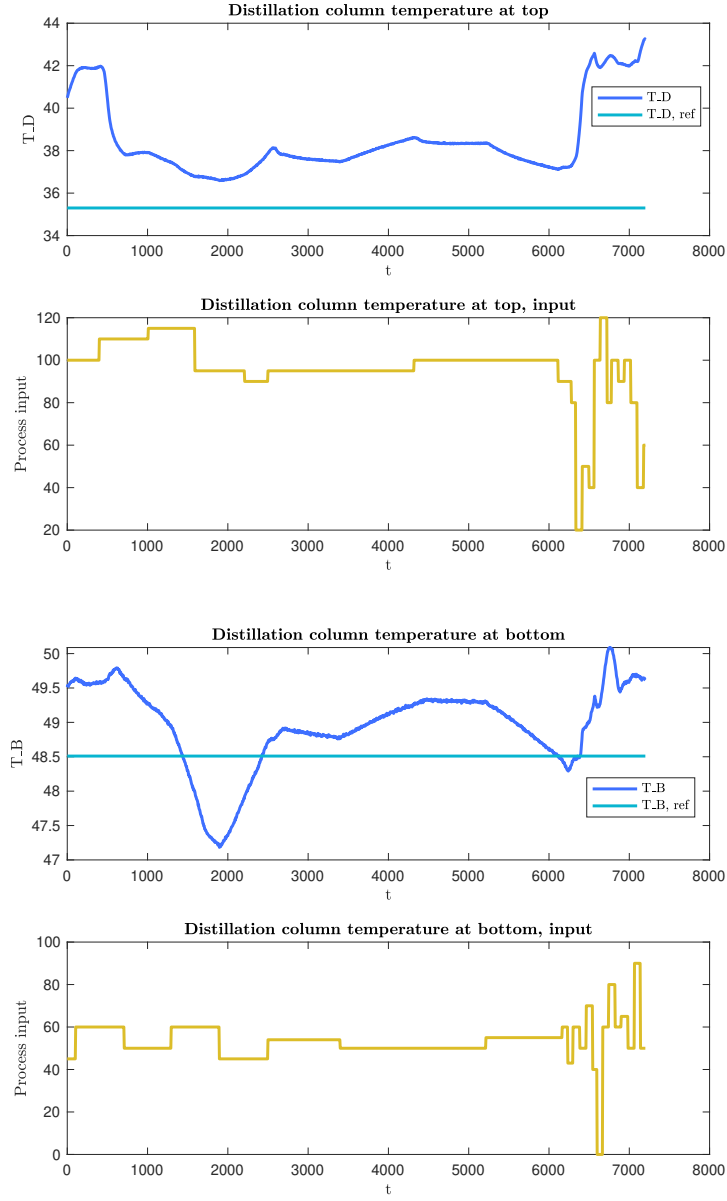 Distillation column temperature at top
44
42
40
38
36
34
T_D
T_D
T_D, ref
0 1000 2000 3000 4000 5000 6000 7000 8000
t
Distillation column temperature at top, input
120
100
80
60
40
20
Process input
0 1000 2000 3000 4000 5000 6000 7000 8000
t
Distillation column temperature at bottom
50
49.5
49
48.5
48
47.5
47
T_B
T_B
T_B, ref
0 1000 2000 3000 4000 5000 6000 7000 8000
t
Distillation column temperature at bottom, input
100
80
60
40
20
0
Process input
0 1000 2000 3000 4000 5000 6000 7000 8000
t